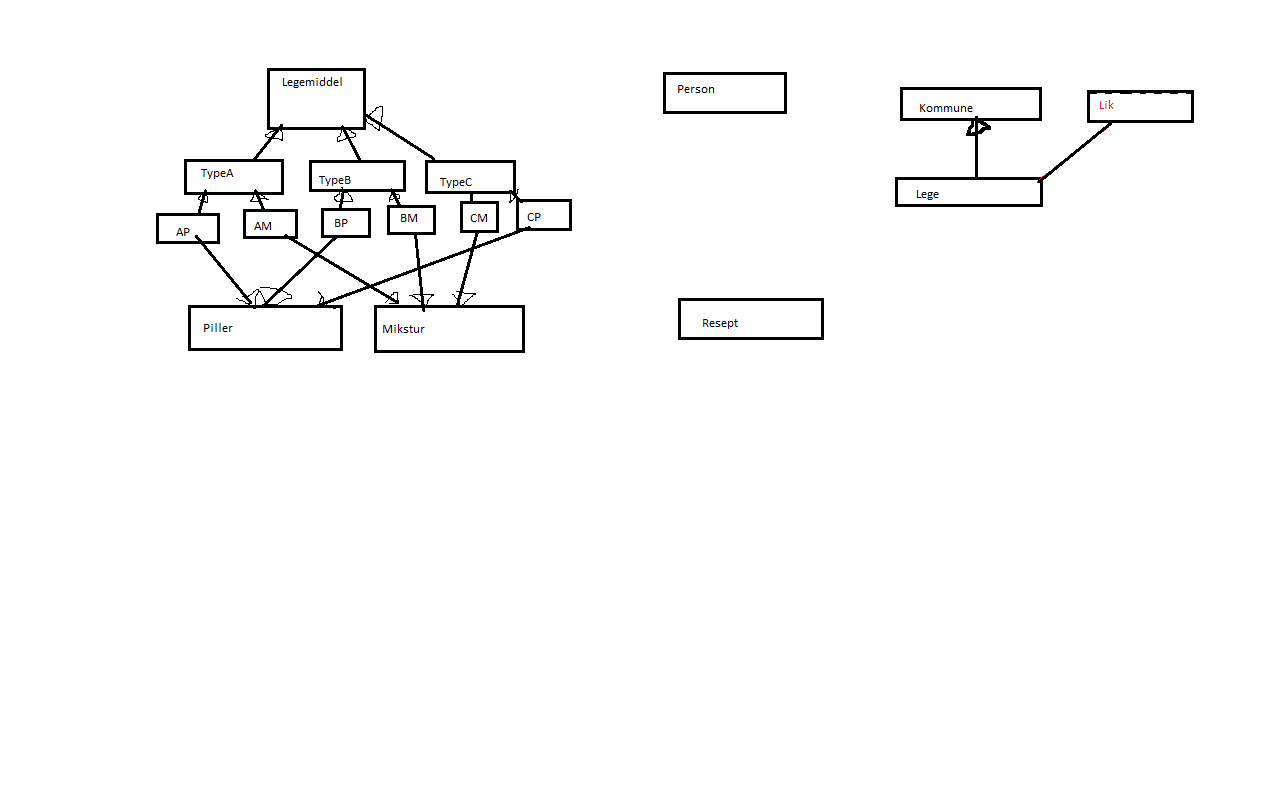 Legemiddel
Person
Kommune
Lik
TypeA
TypeB
TypeC
Lege
AP
AM
BP
BM
CM
CP
Piller
Mikstur
Resept